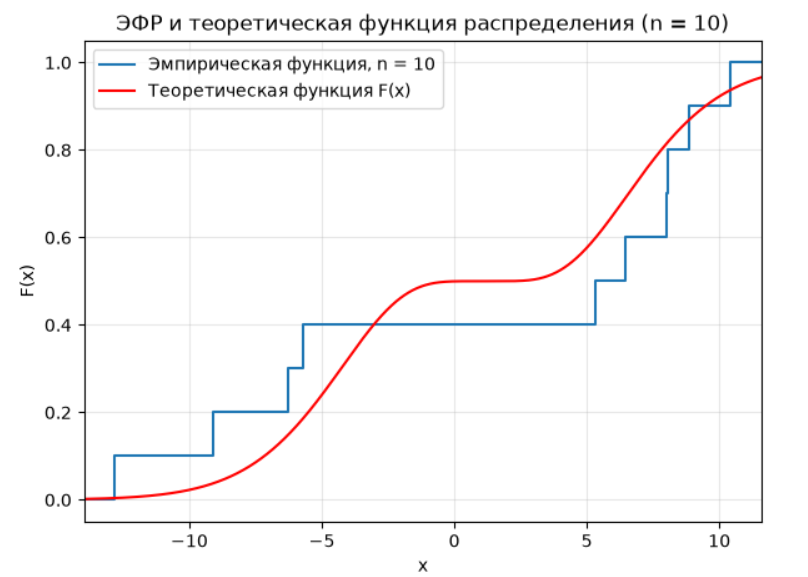 ЭФР и теоретическая функция распределения (n = 10)
Эмпирическая функция, n = 10
Теоретическая функция F(x)
1.0
0.8
0.6
0.4
0.2
0.0
F(x)
−10 −5 0 5 10
x